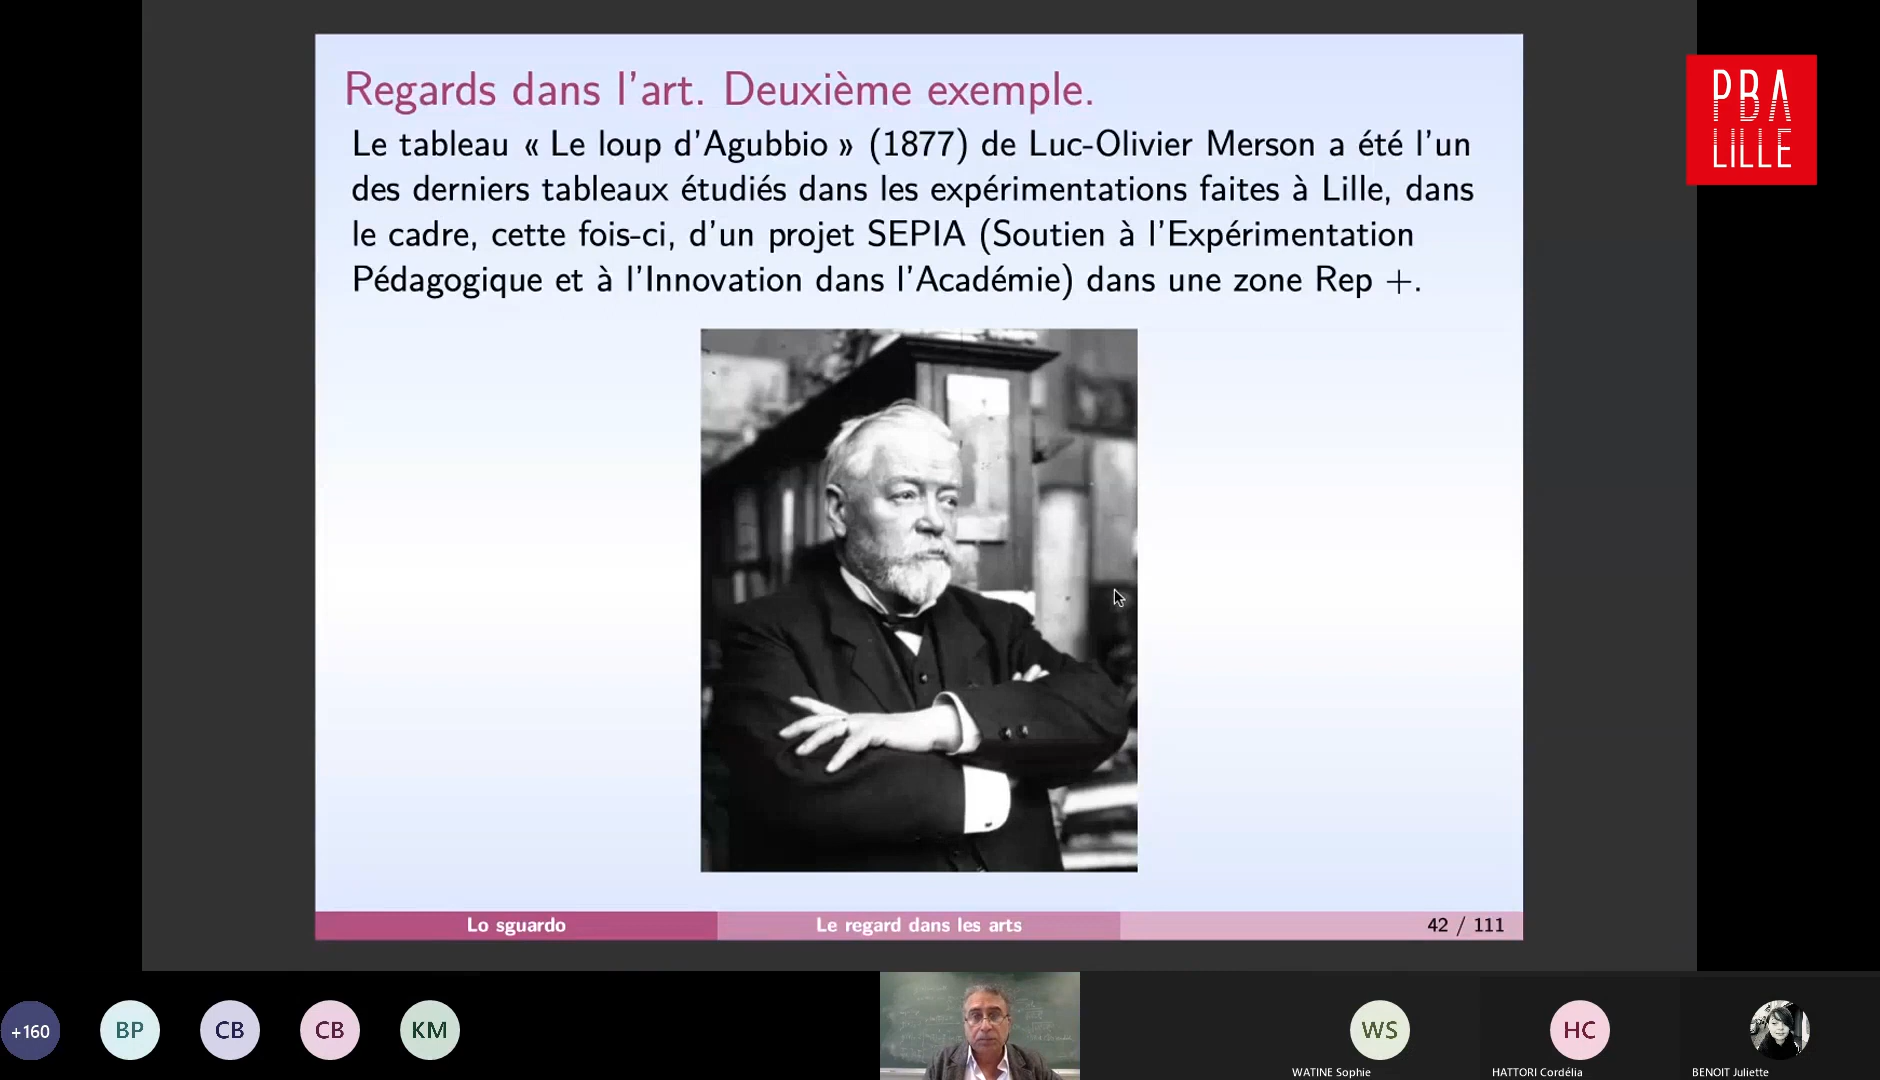 Regards dans l'art. Deuxième exemple.
Le tableau « Le loup d'Agubbio » (1877) de Luc-Olivier Merson a été l'un
des derniers tableaux étudiés dans les expérimentations faites à Lille, dans
le cadre, cette fois-ci, d'un projet SEPIA (Soutien à l'Expérimentation
Pédagogique et à l'Innovation dans l'Académie) dans une zone Rep +.
PBA
LILLE
Lo sguardo
Le regard dans les arts
42 / 111
+160
BP
CB
CB
KM
WS
HC
WATINE Sophie
HATTORI Cordélia
BENOIT Juliette